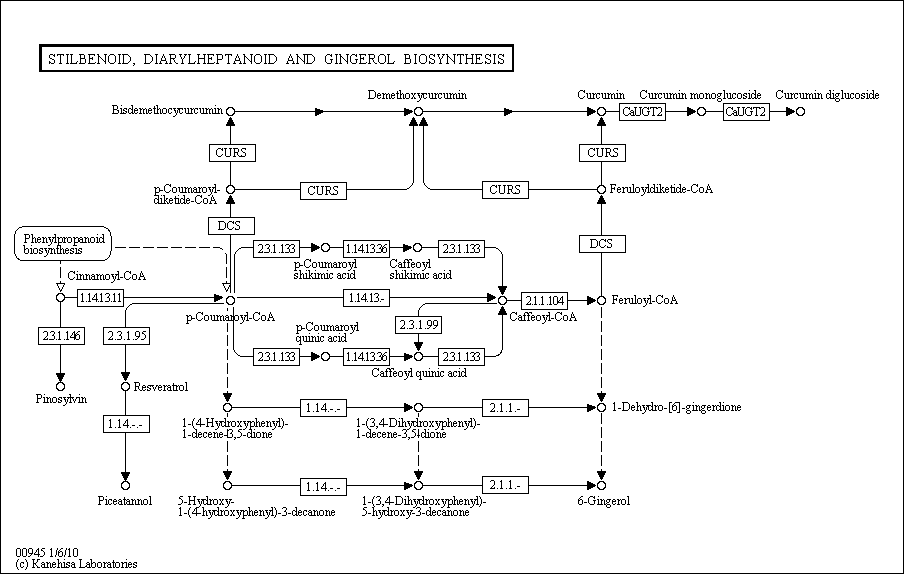 STILBENOID, DIARYLHEPTANOID AND GINGEROL BIOSYNTHESIS
Demethoxycurcumin
Curcumin
Curcumin monoglucoside
Curcumin diglucoside
Bisdemethocycurcumin
CaUGT2
CaUGT2
CURS
CURS
p-Coumaroyl-
diketide-CoA
CURS
CURS
Feruloyldiketide-CoA
DCS
DCS
Phenylpropanoid
biosynthesis
2.3.1.133
1.14.13.36
2.3.1.133
p-Coumaroyl
shikimic acid
Caffeoyl
shikimic acid
Cinnamoyl-CoA
1.14.13.11
1.14.13.-
2.1.1.104
Feruloyl-CoA
p-Coumaroyl-CoA
Caffeoyl-CoA
2.3.1.146
2.3.1.95
p-Coumaroyl
quinic acid
2.3.1.99
2.3.1.133
1.14.13.36
2.3.1.133
Caffeoyl quinic acid
Pinosylvin
Resveratrol
1.14.-.-
2.1.1.-
1-Dehydro-[6]-gingerdione
1.14.-.-
1-(4-Hydroxyphenyl)-
1-decene-3,5-dione
1-(3,4-Dihydroxyphenyl)-
1-decene-3,5-dione
1.14.-.-
2.1.1.-
Piceatannol
5-Hydroxy-
1-(4-hydroxyphenyl)-3-decanone
1-(3,4-Dihydroxyphenyl)-
5-hydroxy-3-decanone
6-Gingerol
00945 1/6/10
(c) Kanehisa Laboratories